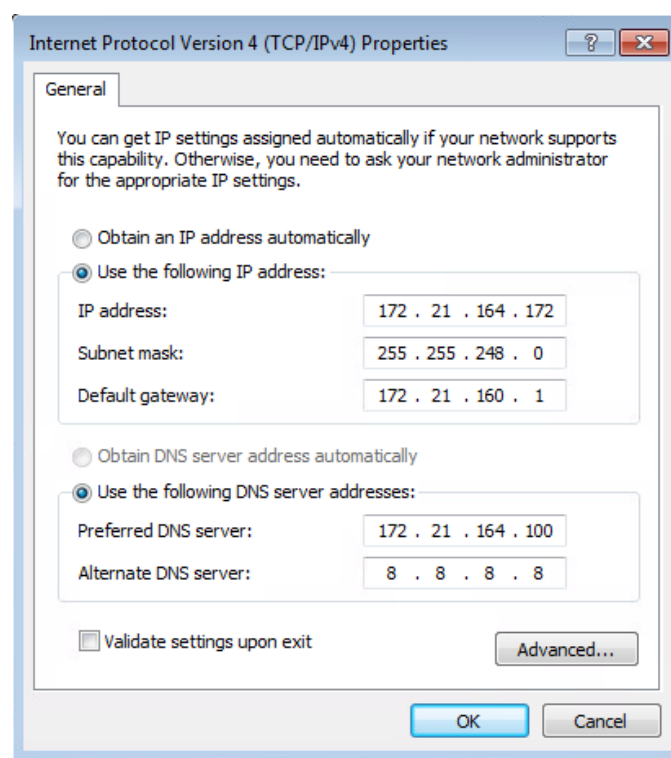 Internet Protocol Version 4 (TCP/IPv4) Properties
General
You can get IP settings assigned automatically if your network supports
this capability. Otherwise, you need to ask your network administrator
for the appropriate IP settings.
Obtain an IP address automatically
Use the following IP address:
IP address: 172 . 21 . 164 . 172
Subnet mask: 255 . 255 . 248 . 0
Default gateway: 172 . 21 . 160 . 1
Obtain DNS server address automatically
Use the following DNS server addresses:
Preferred DNS server: 172 . 21 . 164 . 100
Alternate DNS server: 8 . 8 . 8 . 8
Validate settings upon exit
Advanced...
OK Cancel